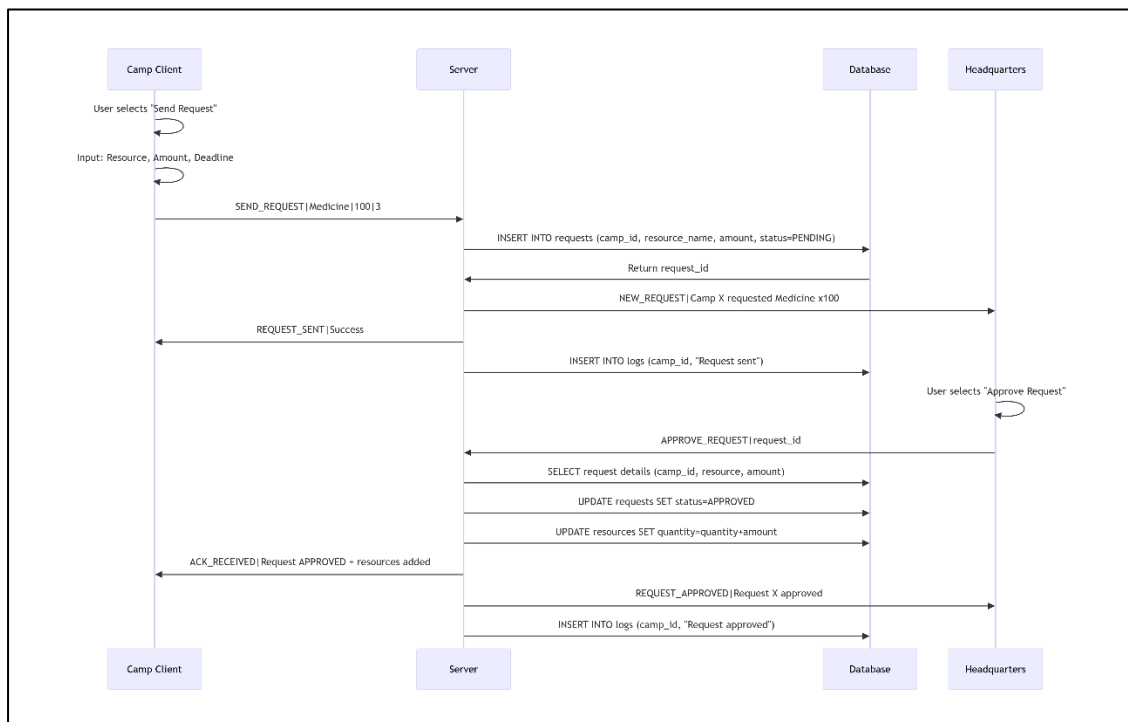 Camp Client
Server
Database
Headquarters
User selects "Send Request"
Input: Resource, Amount, Deadline
SEND_REQUEST|Medicine|100|3
INSERT INTO requests (camp_id, resource_name, amount, status=PENDING)
Return request_id
NEW_REQUEST|Camp X requested Medicine x100
REQUEST_SENT|Success
INSERT INTO logs (camp_id, "Request sent")
User selects "Approve Request"
APPROVE_REQUEST|request_id
SELECT request details (camp_id, resource, amount)
UPDATE requests SET status=APPROVED
UPDATE resources SET quantity=quantity+amount
ACK_RECEIVED|Request APPROVED + resources added
REQUEST_APPROVED|Request X approved
INSERT INTO logs (camp_id, "Request approved")
Camp Client
Server
Database
Headquarters